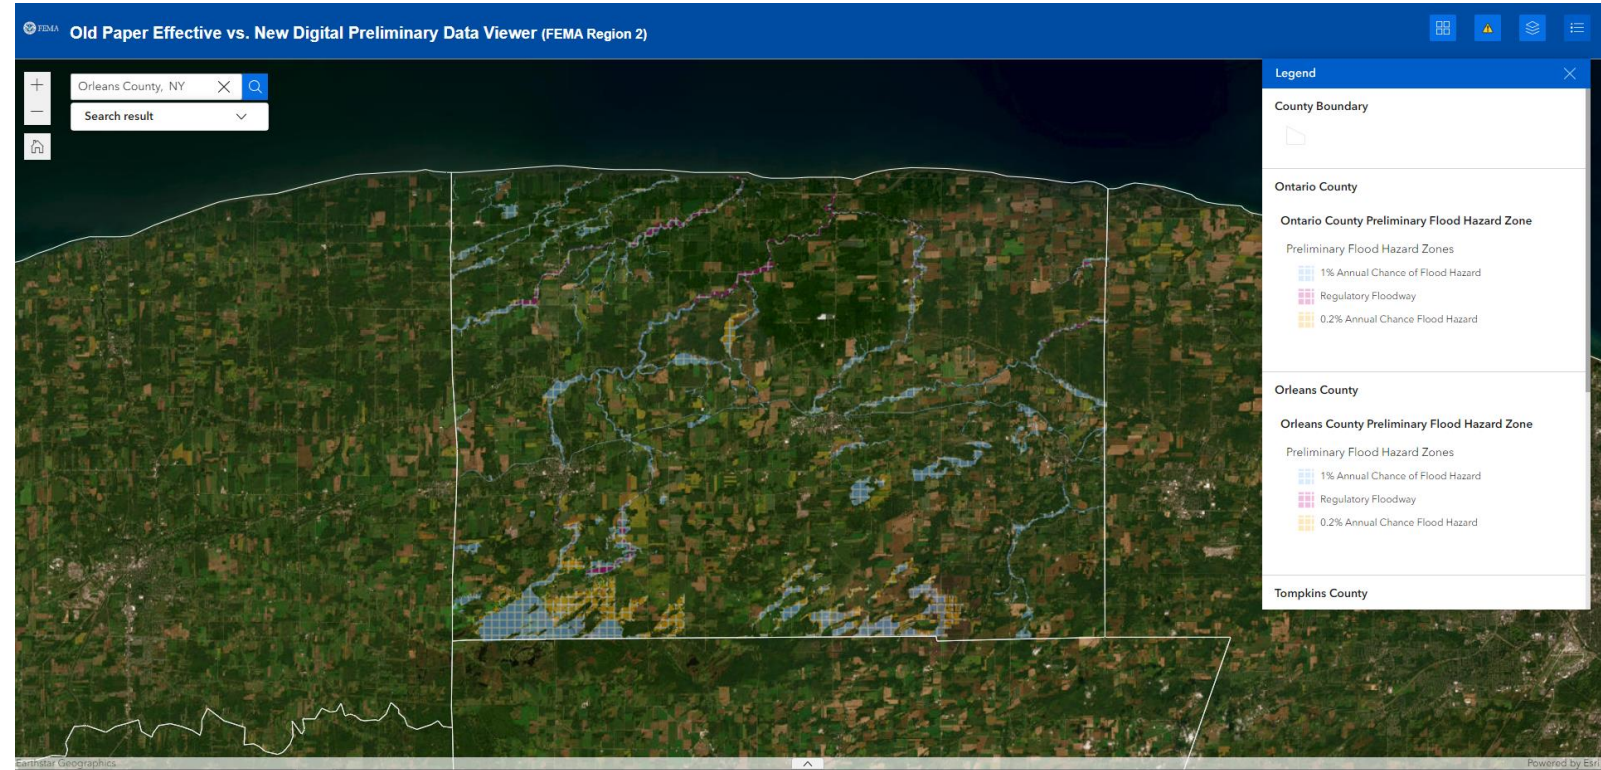 FEMA
Old Paper Effective vs. New Digital Preliminary Data Viewer (FEMA Region 2)
Orleans County, NY
Search result
Legend
County Boundary
Ontario County
Ontario County Preliminary Flood Hazard Zone
Preliminary Flood Hazard Zones
1% Annual Chance of Flood Hazard
Regulatory Floodway
0.2% Annual Chance Flood Hazard
Orleans County
Orleans County Preliminary Flood Hazard Zone
Preliminary Flood Hazard Zones
1% Annual Chance of Flood Hazard
Regulatory Floodway
0.2% Annual Chance Flood Hazard
Tompkins County
Earthstar Geographics
Powered by Esri